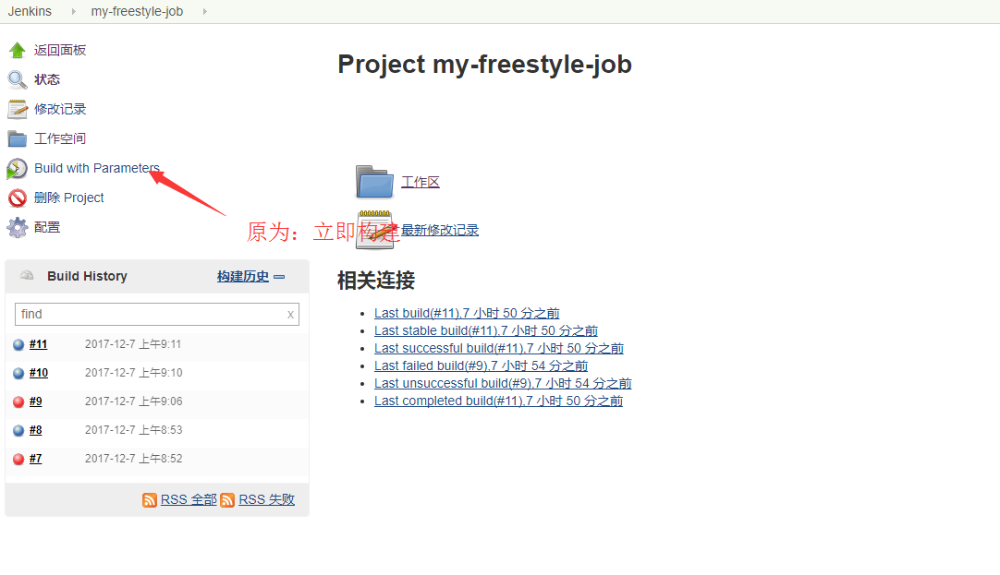 Jenkins my-freestyle-job
返回面板
状态
修改记录
工作空间
Build with Parameters
删除 Project
配置
原为：立即构建
Build History 构建历史
find x
#11 2017-12-7 上午9:11
#10 2017-12-7 上午9:10
#9 2017-12-7 上午9:06
#8 2017-12-7 上午8:53
#7 2017-12-7 上午8:52
RSS 全部 RSS 失败
Project my-freestyle-job
工作区
最新修改记录
相关连接
Last build(#11),7 小时 50 分之前
Last stable build(#11),7 小时 50 分之前
Last successful build(#11),7 小时 50 分之前
Last failed build(#9),7 小时 54 分之前
Last unsuccessful build(#9),7 小时 54 分之前
Last completed build(#11),7 小时 50 分之前